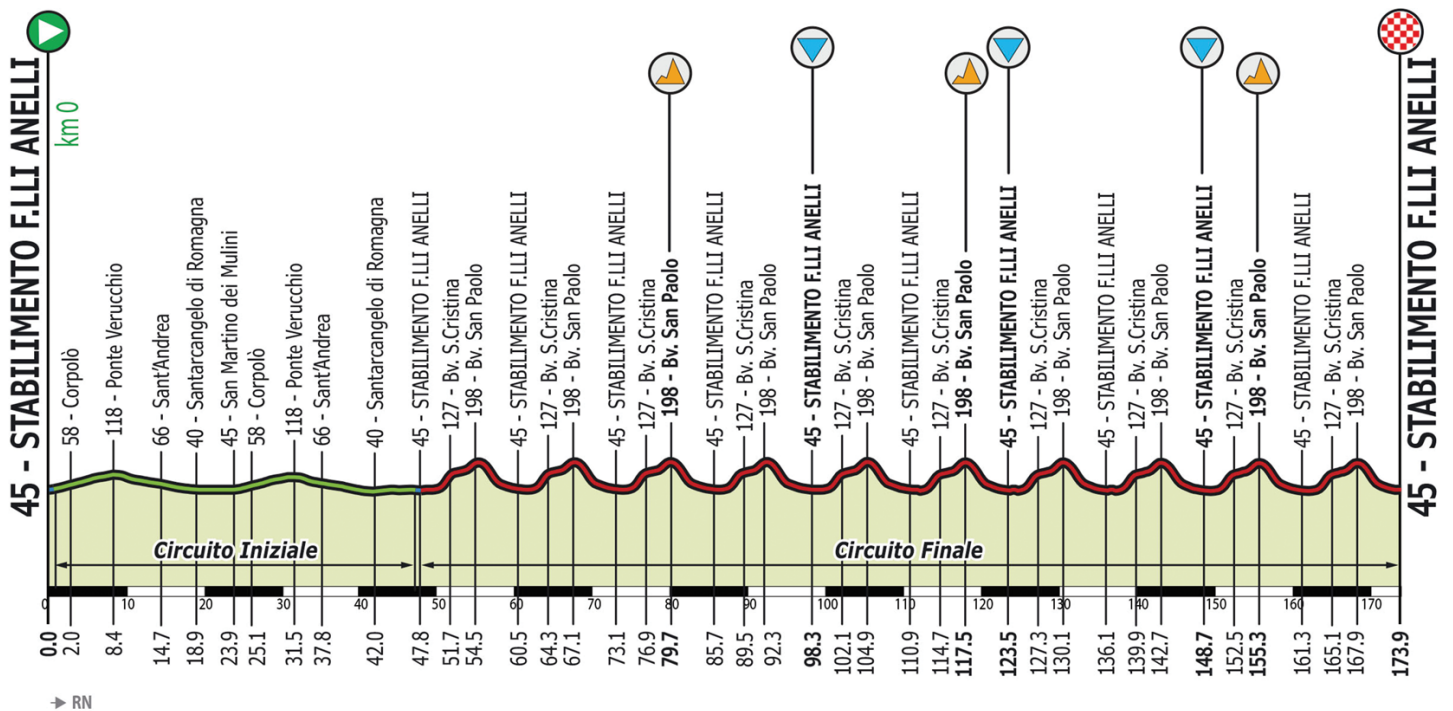 45 - STABILIMENTO F.LLI ANELLI
km 0
58 - Corpolò
118 - Ponte Verucchio
66 - Sant'Andrea
40 - Santarcangelo di Romagna
45 - San Martino dei Mulini
58 - Corpolò
118 - Ponte Verucchio
66 - Sant'Andrea
40 - Santarcangelo di Romagna
45 - STABILIMENTO F.LLI ANELLI
127 - Bv. S.Cristina
198 - Bv. San Paolo
45 - STABILIMENTO F.LLI ANELLI
127 - Bv. S.Cristina
198 - Bv. San Paolo
45 - STABILIMENTO F.LLI ANELLI
127 - Bv. S.Cristina
198 - Bv. San Paolo
45 - STABILIMENTO F.LLI ANELLI
127 - Bv. S.Cristina
198 - Bv. San Paolo
45 - STABILIMENTO F.LLI ANELLI
127 - Bv. S.Cristina
198 - Bv. San Paolo
45 - STABILIMENTO F.LLI ANELLI
127 - Bv. S.Cristina
198 - Bv. San Paolo
45 - STABILIMENTO F.LLI ANELLI
127 - Bv. S.Cristina
198 - Bv. San Paolo
45 - STABILIMENTO F.LLI ANELLI
127 - Bv. S.Cristina
198 - Bv. San Paolo
45 - STABILIMENTO F.LLI ANELLI
127 - Bv. S.Cristina
198 - Bv. San Paolo
45 - STABILIMENTO F.LLI ANELLI
127 - Bv. S.Cristina
198 - Bv. San Paolo
45 - STABILIMENTO F.LLI ANELLI
Circuito Iniziale
Circuito Finale
0 10 20 30 40 50 60 70 80 90 100 110 120 130 140 150 160 170
0.0
2.0
8.4
14.7
18.9
23.9
25.1
31.5
37.8
42.0
47.8
51.7
54.5
60.5
64.3
67.1
73.1
76.9
79.7
85.7
89.5
92.3
98.3
102.1
104.9
110.9
114.7
117.5
123.5
127.3
130.1
136.1
139.9
142.7
148.7
152.5
155.3
161.3
165.1
167.9
173.9
RN